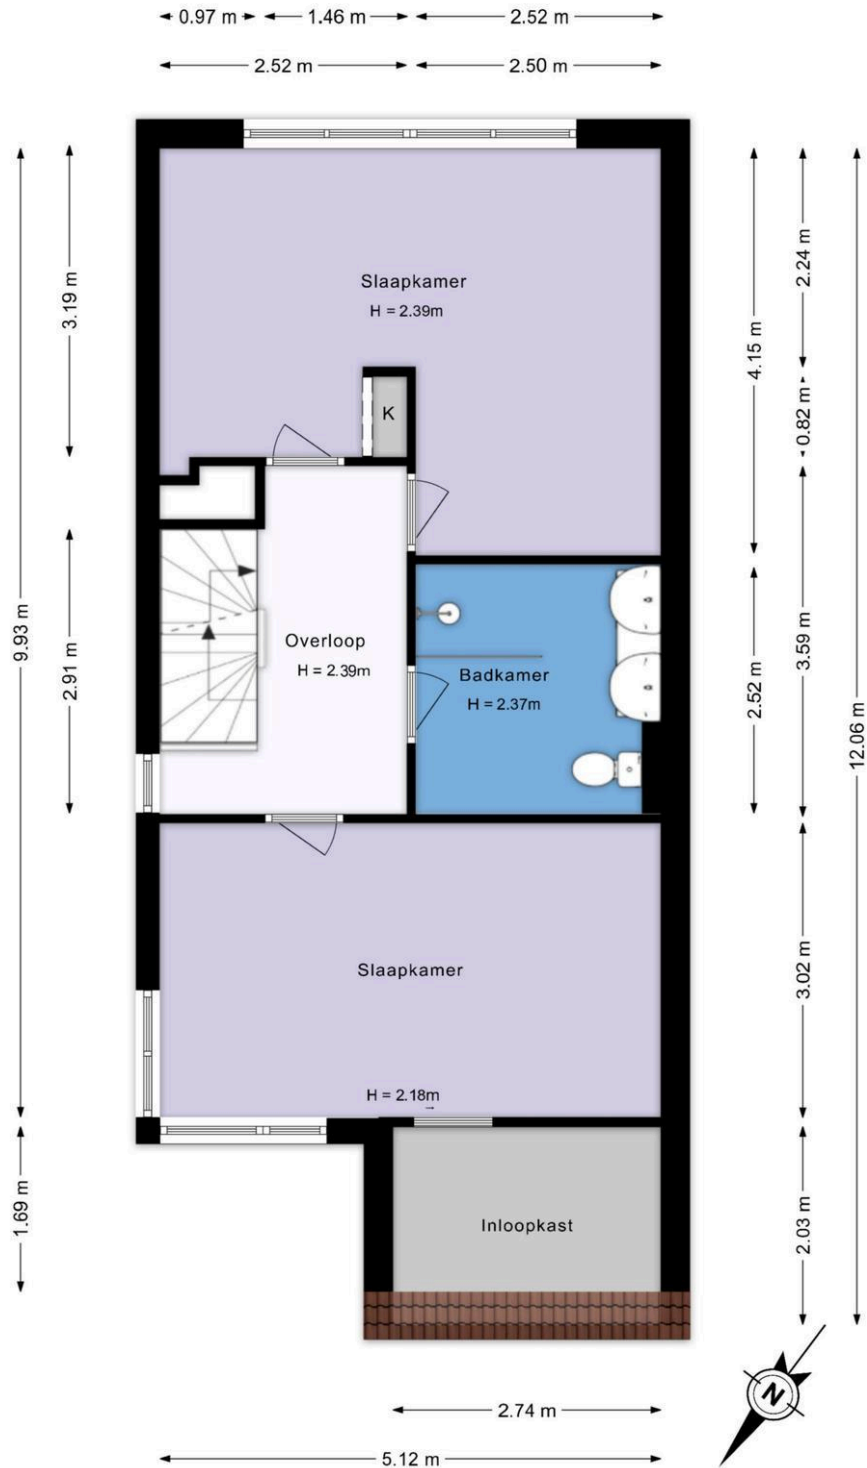 0.97 m
1.46 m
2.52 m
2.52 m
2.50 m
Slaapkamer
H = 2.39m
K
3.19 m
4.15 m
2.24 m
0.82 m
9.93 m
2.91 m
Overloop
H = 2.39m
Badkamer
H = 2.37m
2.52 m
3.59 m
12.06 m
Slaapkamer
H = 2.18m
3.02 m
1.69 m
Inloopkast
2.03 m
N
2.74 m
5.12 m